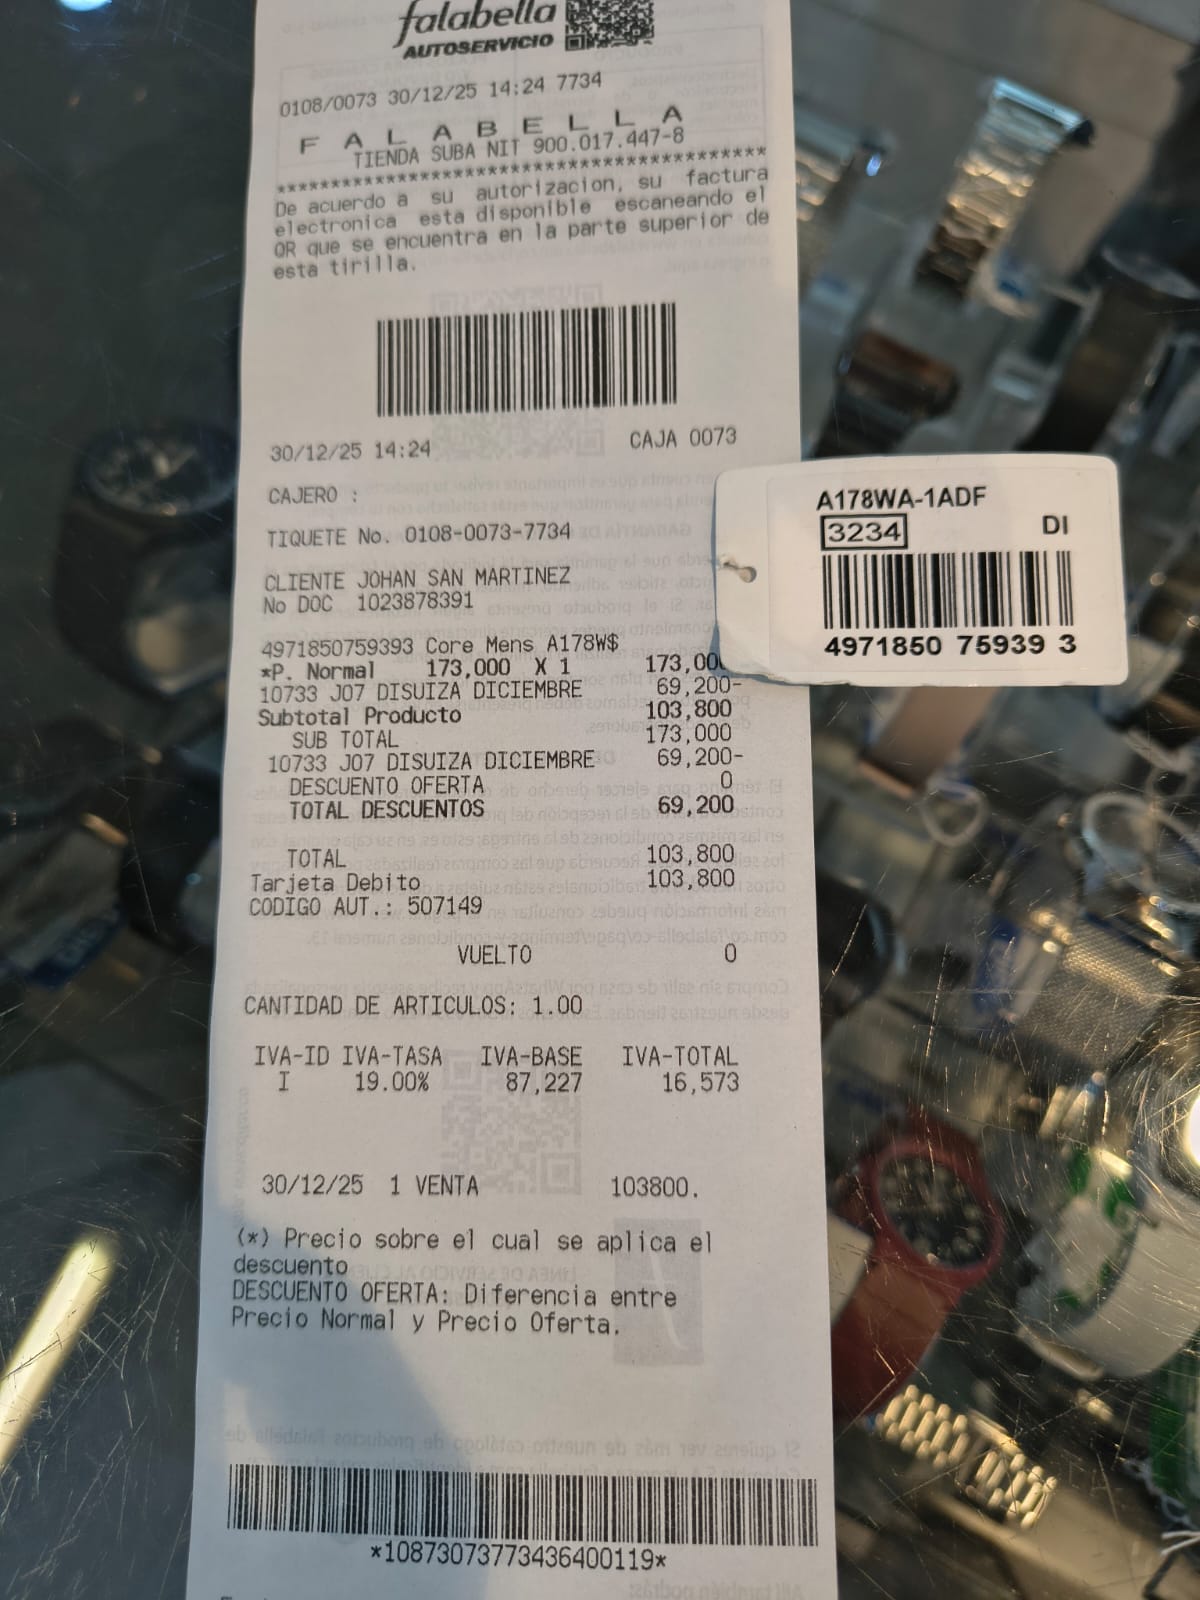 falabella
AUTOSERVICIO
0108/0073 30/12/25 14:24 7734
F A L A B E L L A
TIENDA SUBA NIT 900.017.447-8
**********************************************
De acuerdo a su autorizacion, su factura
electronica esta disponible escaneando el
QR que se encuentra en la parte superior de
esta tirilla.
30/12/25 14:24 CAJA 0073
CAJERO :
TIQUETE No. 0108-0073-7734
CLIENTE JOHAN SAN MARTINEZ
No DOC 1023878391
4971850759393 Core Mens A178W$
*P. Normal 173,000 X 1 173,00
10733 J07 DISUIZA DICIEMBRE 69,200-
Subtotal Producto 103,800
SUB TOTAL 173,000
10733 J07 DISUIZA DICIEMBRE 69,200-
DESCUENTO OFERTA 0
TOTAL DESCUENTOS 69,200
TOTAL 103,800
Tarjeta Debito 103,800
CODIGO AUT.: 507149
VUELTO 0
CANTIDAD DE ARTICULOS: 1.00
IVA-ID IVA-TASA IVA-BASE IVA-TOTAL
I 19.00% 87,227 16,573
30/12/25 1 VENTA 103800.
(*) Precio sobre el cual se aplica el
descuento
DESCUENTO OFERTA: Diferencia entre
Precio Normal y Precio Oferta.
*10873073773436400119*
A178WA-1ADF
3234 DI
4971850 75939 3